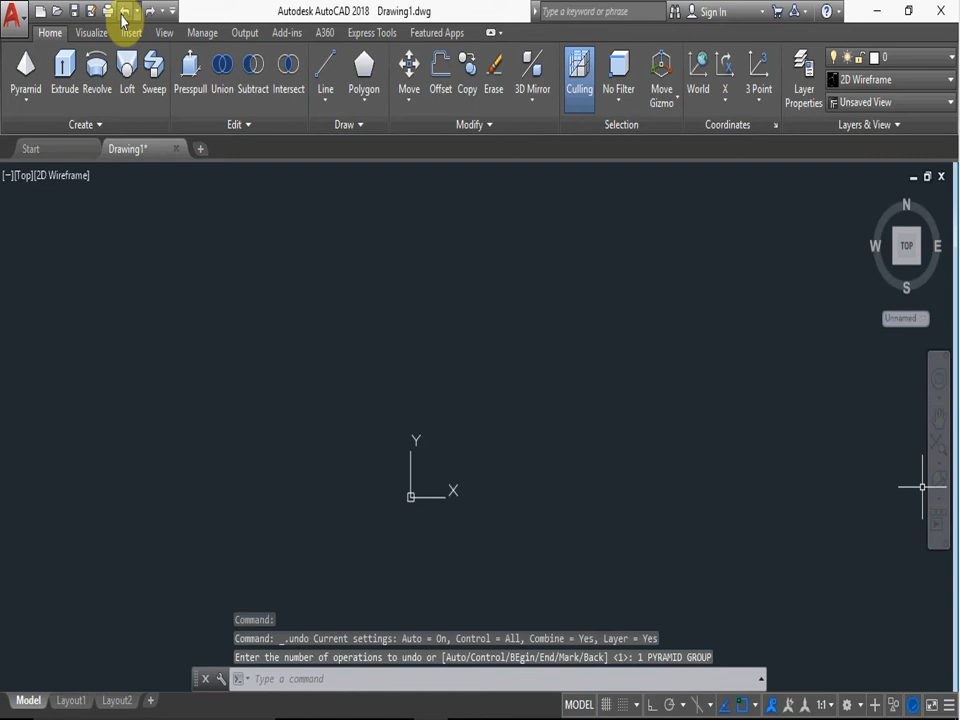 Autodesk AutoCAD 2018 Drawing1.dwg
Type a keyword or phrase
Sign In
Home Visualize Insert View Manage Output Add-ins A360 Express Tools Featured Apps
Pyramid Extrude Revolve Loft Sweep Presspull Union Subtract Intersect Line Polygon Move Offset Copy Erase 3D Mirror Culling No Filter Move Gizmo World X 3 Point Layer Properties
0
2D Wireframe
Unsaved View
Create Edit Draw Modify Selection Coordinates Layers & View
Start Drawing1*
[−][Top][2D Wireframe]
N
W TOP E
S
Unnamed
Y
X
Command:
Command: _.undo Current settings: Auto = On, Control = All, Combine = Yes, Layer = Yes
Enter the number of operations to undo or [Auto/Control/BEgin/End/Mark/Back] <1>: 1 PYRAMID GROUP
Type a command
Model Layout1 Layout2
MODEL 1:1